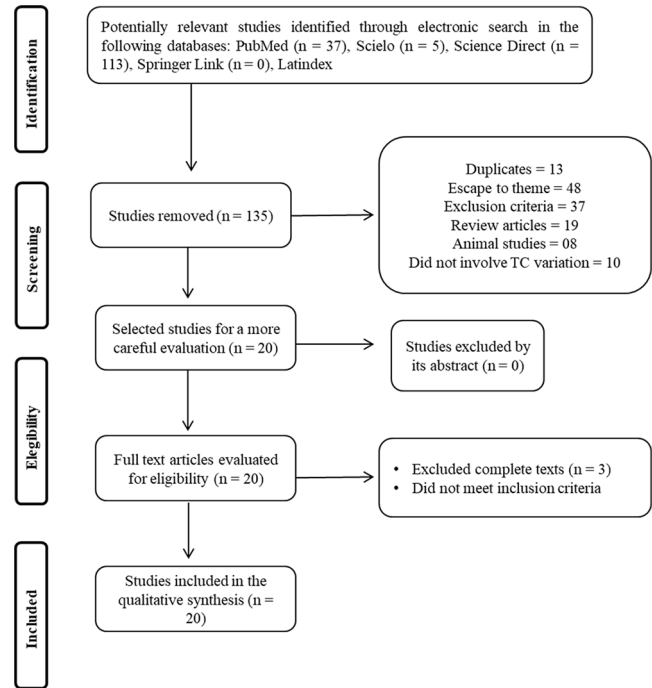 Identification
Potentially relevant studies identified through electronic search in the
following databases: PubMed (n = 37), Scielo (n = 5), Science Direct (n =
113), Springer Link (n = 0), Latindex
Screening
Studies removed (n = 135)
Duplicates = 13
Escape to theme = 48
Exclusion criteria = 37
Review articles = 19
Animal studies = 08
Did not involve TC variation = 10
Selected studies for a more
careful evaluation (n = 20)
Studies excluded by
its abstract (n = 0)
Elegibility
Full text articles evaluated
for eligibility (n = 20)
• Excluded complete texts (n = 3)
• Did not meet inclusion criteria
Included
Studies included in the
qualitative synthesis (n =
20)